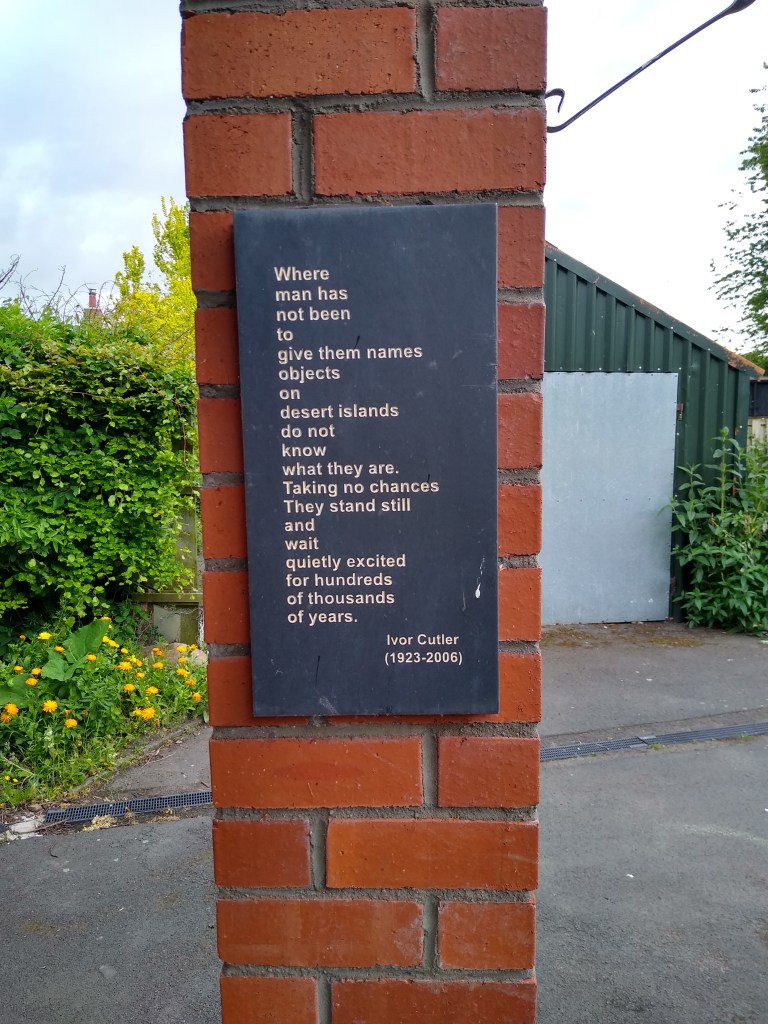 Where
man has
not been
to
give them names
objects
on
desert islands
do not
know
what they are.
Taking no chances
They stand still
and
wait
quietly excited
for hundreds
of thousands
of years.
Ivor Cutler
(1923-2006)